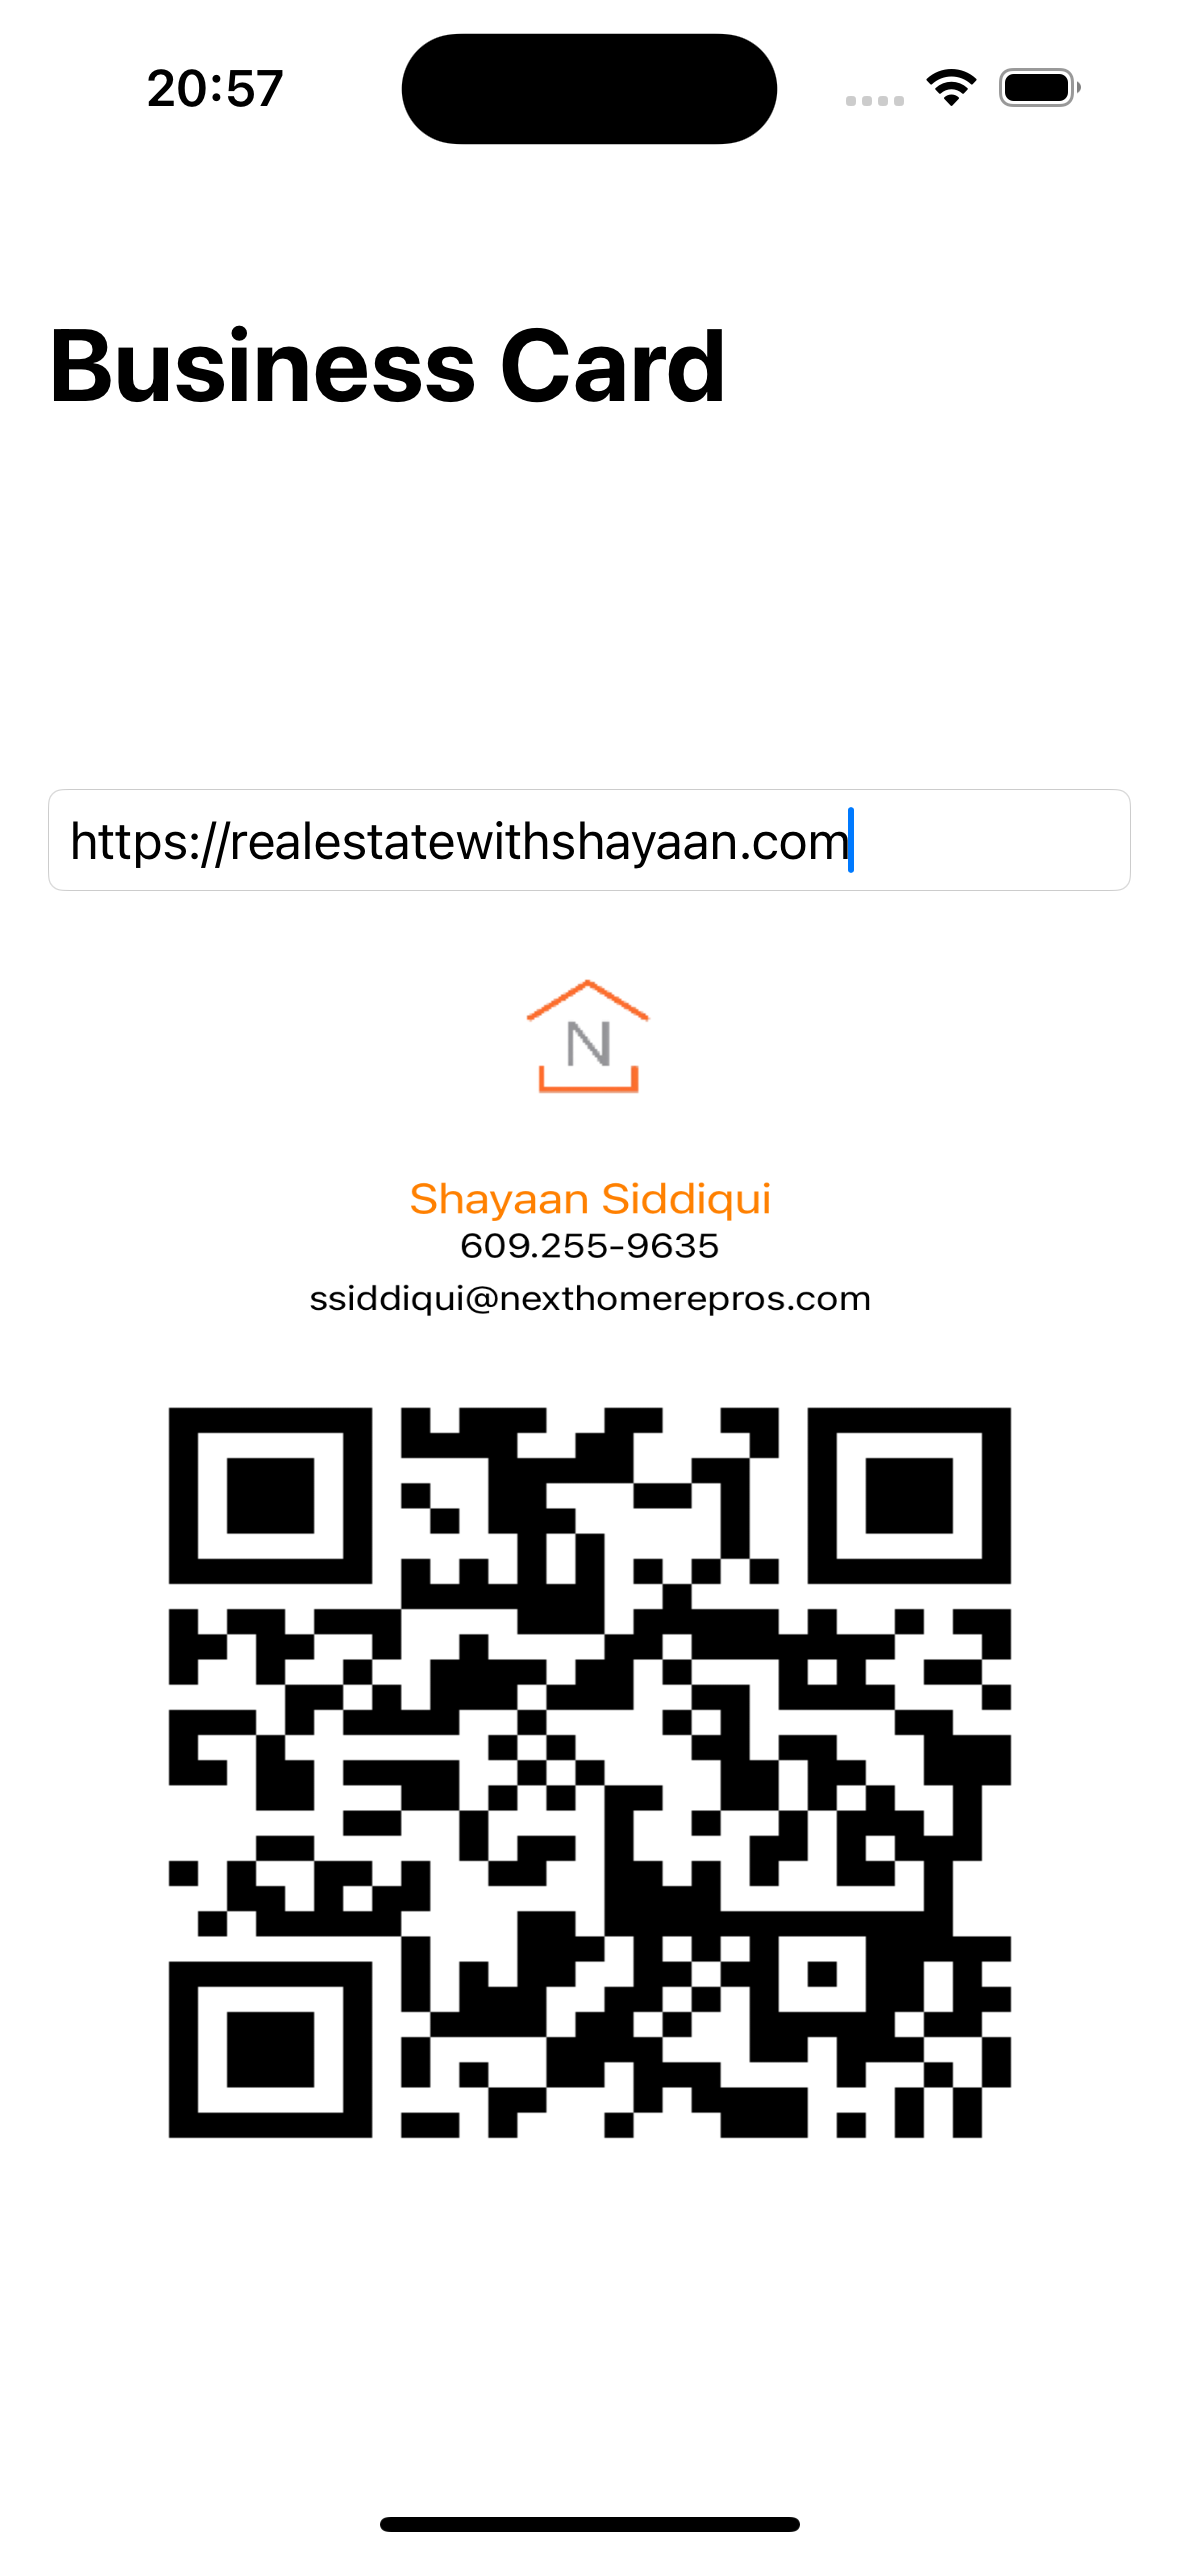 20:57
Business Card
https://realestatewithshayaan.com
N
Shayaan Siddiqui
609.255-9635
ssiddiqui@nexthomerepros.com